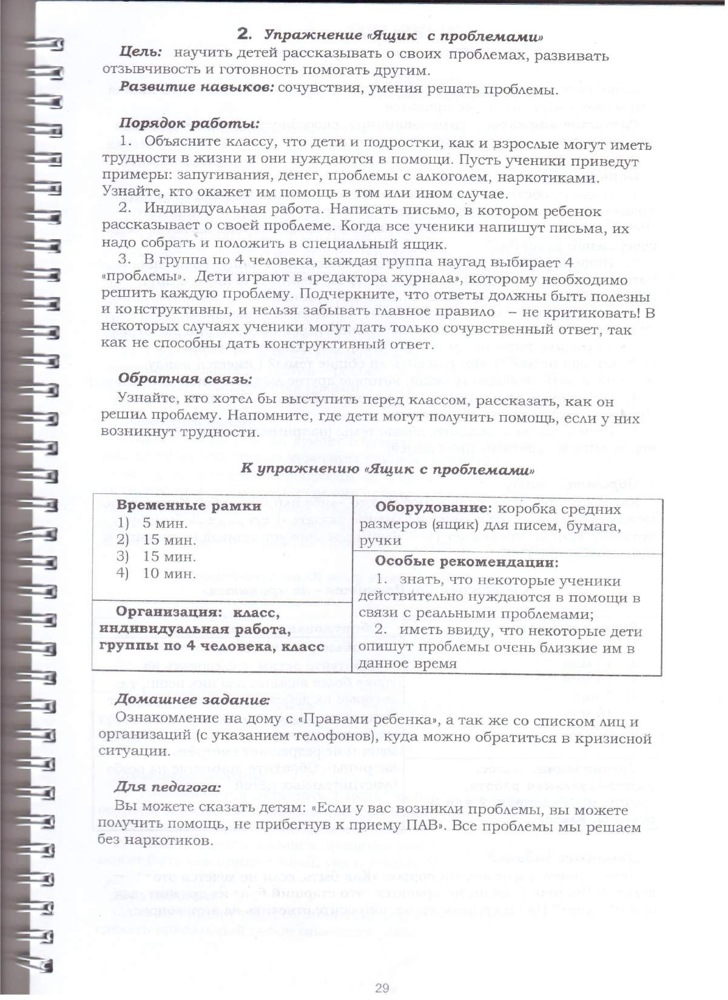 2. Упражнение «Ящик с проблемами»
Цель: научить детей рассказывать о своих проблемах, развивать
отзывчивость и готовность помогать другим.
Развитие навыков: сочувствия, умения решать проблемы.
Порядок работы:
1. Объясните классу, что дети и подростки, как и взрослые могут иметь
трудности в жизни и они нуждаются в помощи. Пусть ученики приведут
примеры: запугивания, денег, проблемы с алкоголем, наркотиками.
Узнайте, кто окажет им помощь в том или ином случае.
2. Индивидуальная работа. Написать письмо, в котором ребенок
рассказывает о своей проблеме. Когда все ученики напишут письма, их
надо собрать и положить в специальный ящик.
3. В группа по 4 человека, каждая группа наугад выбирает 4
«проблемы». Дети играют в «редактора журнала», которому необходимо
решить каждую проблему. Подчеркните, что ответы должны быть полезны
и конструктивны, и нельзя забывать главное правило – не критиковать! В
некоторых случаях ученики могут дать только сочувственный ответ, так
как не способны дать конструктивный ответ.
Обратная связь:
Узнайте, кто хотел бы выступить перед классом, рассказать, как он
решил проблему. Напомните, где дети могут получить помощь, если у них
возникнут трудности.
К упражнению «Ящик с проблемами»
Временные рамки
1) 5 мин.
2) 15 мин.
3) 15 мин.
4) 10 мин.
Организация: класс,
индивидуальная работа,
группы по 4 человека, класс
Оборудование: коробка средних
размеров (ящик) для писем, бумага,
ручки
Особые рекомендации:
1. знать, что некоторые ученики
действительно нуждаются в помощи в
связи с реальными проблемами;
2. иметь ввиду, что некоторые дети
опишут проблемы очень близкие им в
данное время
Домашнее задание:
Ознакомление на дому с «Правами ребенка», а так же со списком лиц и
организаций (с указанием телофонов), куда можно обратиться в кризисной
ситуации.
Для педагога:
Вы можете сказать детям: «Если у вас возникли проблемы, вы можете
получить помощь, не прибегнув к приему ПАВ». Все проблемы мы решаем
без наркотиков.
29